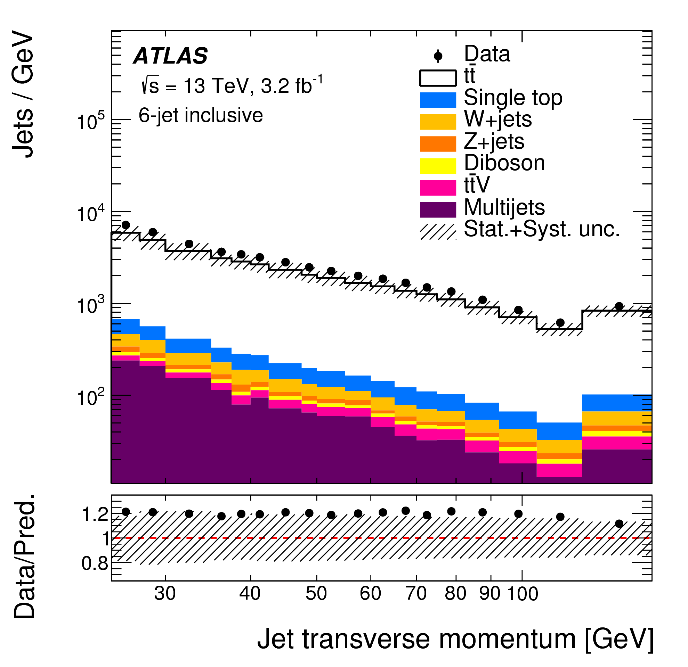 Jets / GeV
ATLAS
√s = 13 TeV, 3.2 fb⁻¹
6-jet inclusive
Data
tt̄
Single top
W+jets
Z+jets
Diboson
tt̄V
Multijets
Stat.+Syst. unc.
10⁵
10⁴
10³
10²
Data/Pred.
1.2
1
0.8
30 40 50 60 70 80 90 100
Jet transverse momentum [GeV]